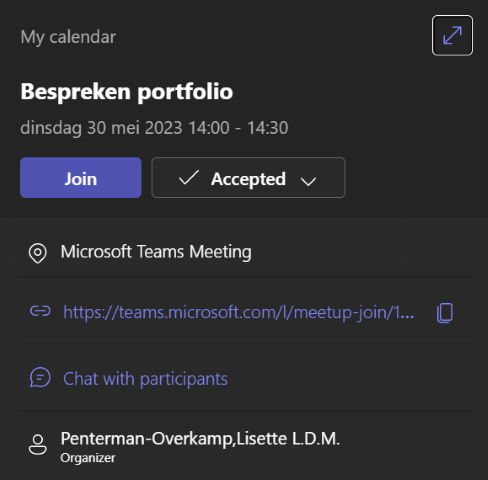 My calendar
Bespreken portfolio
dinsdag 30 mei 2023 14:00 - 14:30
Join
Accepted
Microsoft Teams Meeting
https://teams.microsoft.com/l/meetup-join/1...
Chat with participants
Penterman-Overkamp,Lisette L.D.M.
Organizer